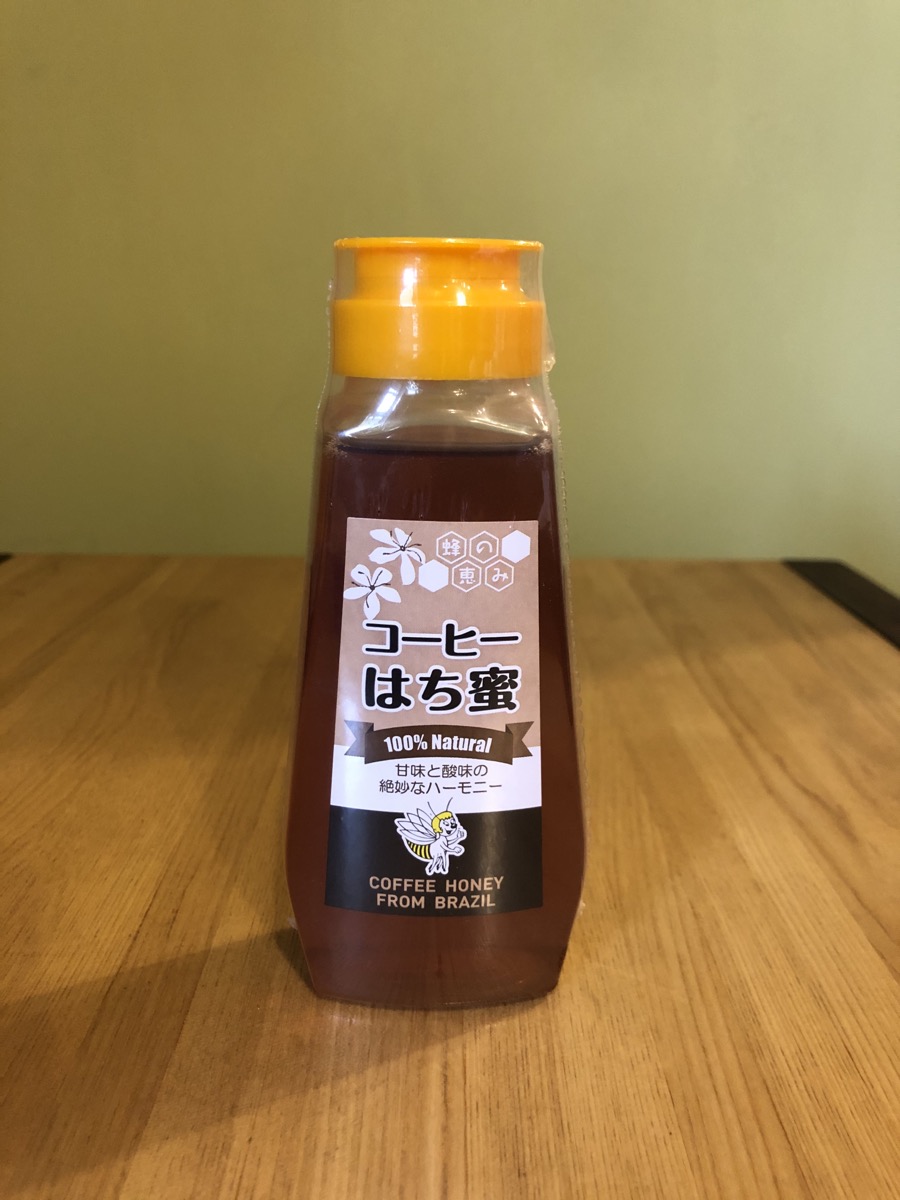 蜂の
恵み
コーヒー
はち蜜
100% Natural
甘味と酸味の
絶妙なハーモニー
COFFEE HONEY
FROM BRAZIL